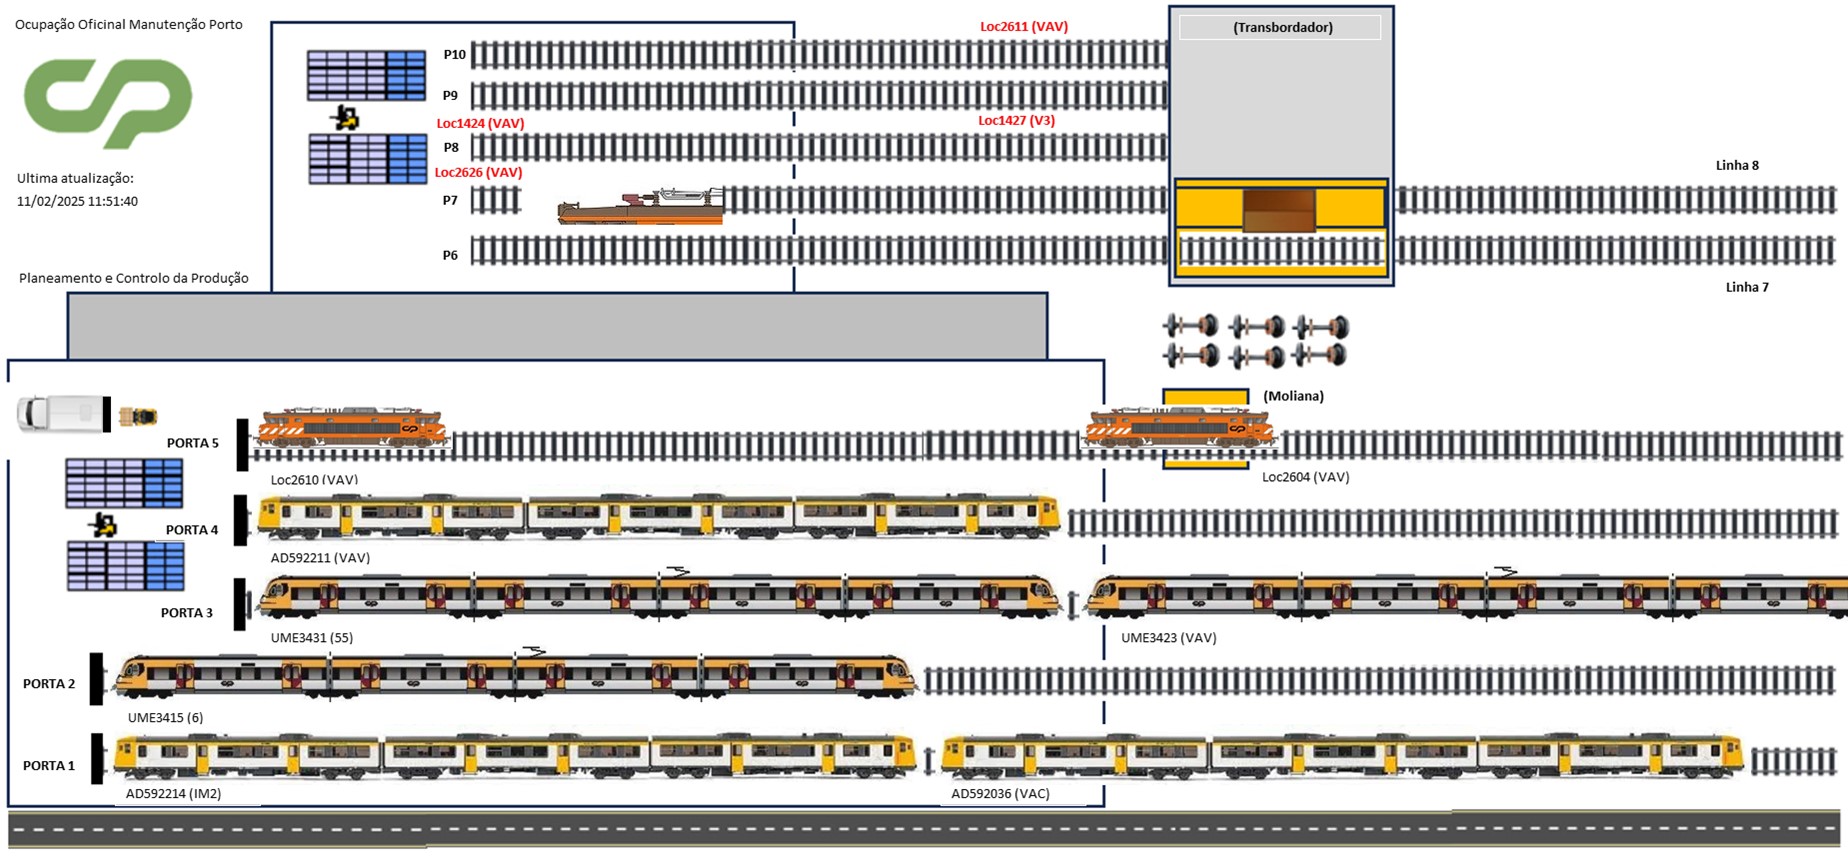 Ocupação Oficinal Manutenção Porto
Ultima atualização:
11/02/2025 11:51:40
Planeamento e Controlo da Produção
Loc2611 (VAV)
P10
P9
Loc1424 (VAV)
Loc1427 (V3)
P8
Loc2626 (VAV)
P7
P6
(Transbordador)
Linha 8
Linha 7
(Moliana)
PORTA 5
Loc2610 (VAV)
Loc2604 (VAV)
PORTA 4
AD592211 (VAV)
PORTA 3
UME3431 (55)
UME3423 (VAV)
PORTA 2
UME3415 (6)
PORTA 1
AD592214 (IM2)
AD592036 (VAC)